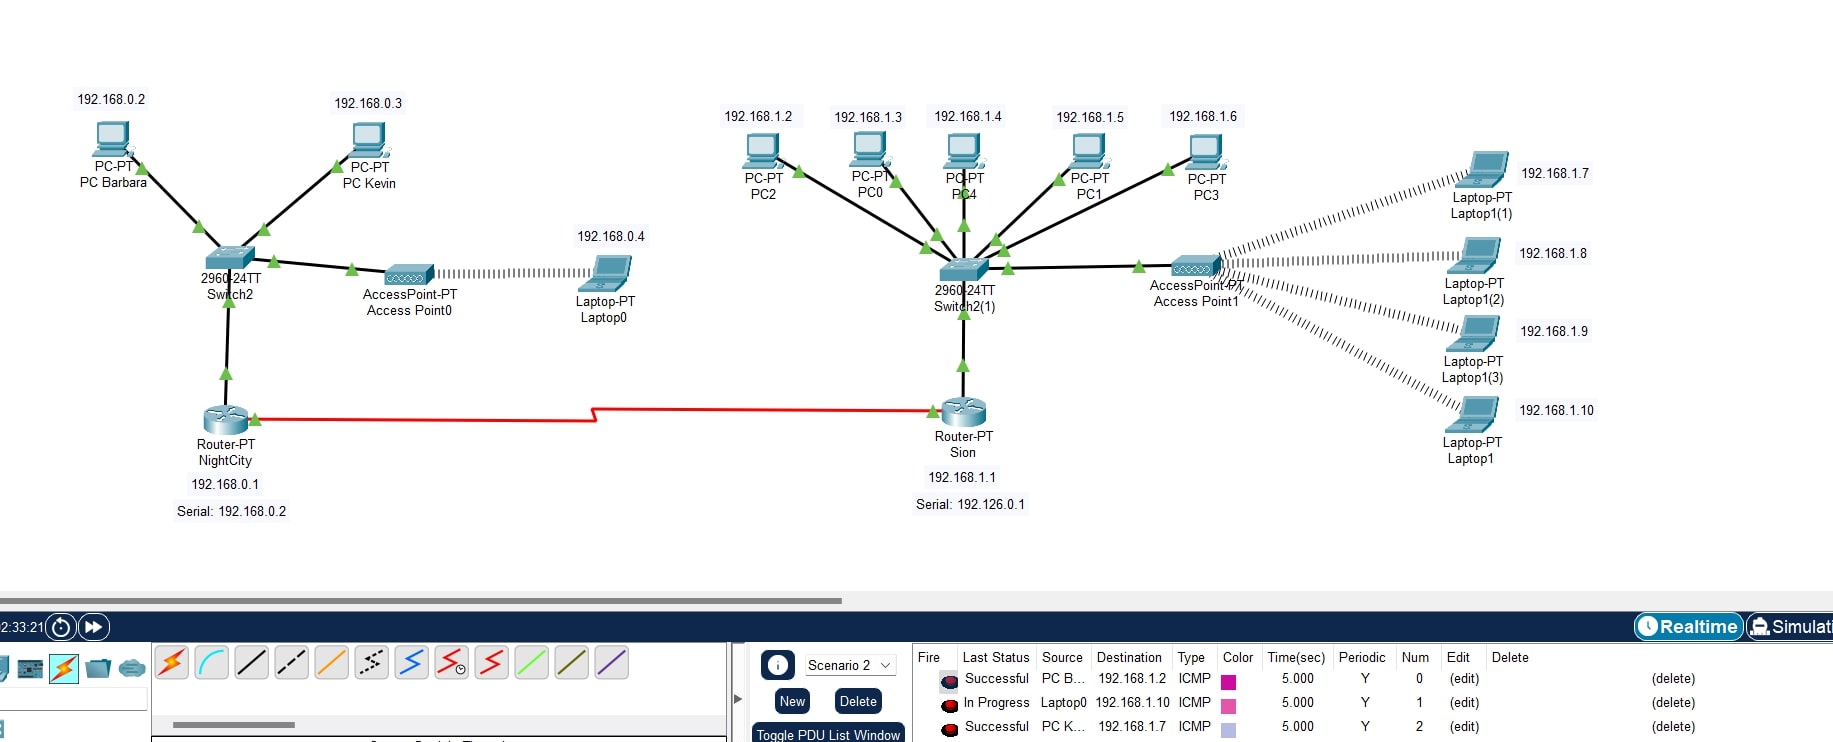 192.168.0.2
192.168.0.3
PC-PT
PC Barbara
PC-PT
PC Kevin
192.168.0.4
2960-24TT
Switch2
AccessPoint-PT
Access Point0
Laptop-PT
Laptop0
Router-PT
NightCity
192.168.0.1
Serial: 192.168.0.2
192.168.1.2
192.168.1.3
192.168.1.4
192.168.1.5
192.168.1.6
PC-PT
PC2
PC-PT
PC0
PC-PT
PC4
PC-PT
PC1
PC-PT
PC3
2960-24TT
Switch2(1)
AccessPoint-PT
Access Point1
192.168.1.7
Laptop-PT
Laptop1(1)
192.168.1.8
Laptop-PT
Laptop1(2)
192.168.1.9
Laptop-PT
Laptop1(3)
192.168.1.10
Laptop-PT
Laptop1
Router-PT
Sion
192.168.1.1
Serial: 192.126.0.1
2:33:21
Realtime
Simulati
Scenario 2
New
Delete
Toggle PDU List Window
Fire Last Status Source Destination Type Color Time(sec) Periodic Num Edit Delete
Successful PC B... 192.168.1.2 ICMP 5.000 Y 0 (edit) (delete)
In Progress Laptop0 192.168.1.10 ICMP 5.000 Y 1 (edit) (delete)
Successful PC K... 192.168.1.7 ICMP 5.000 Y 2 (edit) (delete)